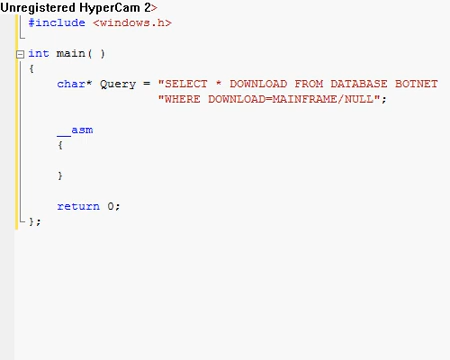 Unregistered HyperCam 2>
#include <windows.h>
int main( )
{
char* Query = "SELECT * DOWNLOAD FROM DATABASE BOTNET
"WHERE DOWNLOAD=MAINFRAME/NULL";
__asm
{
}
return 0;
};